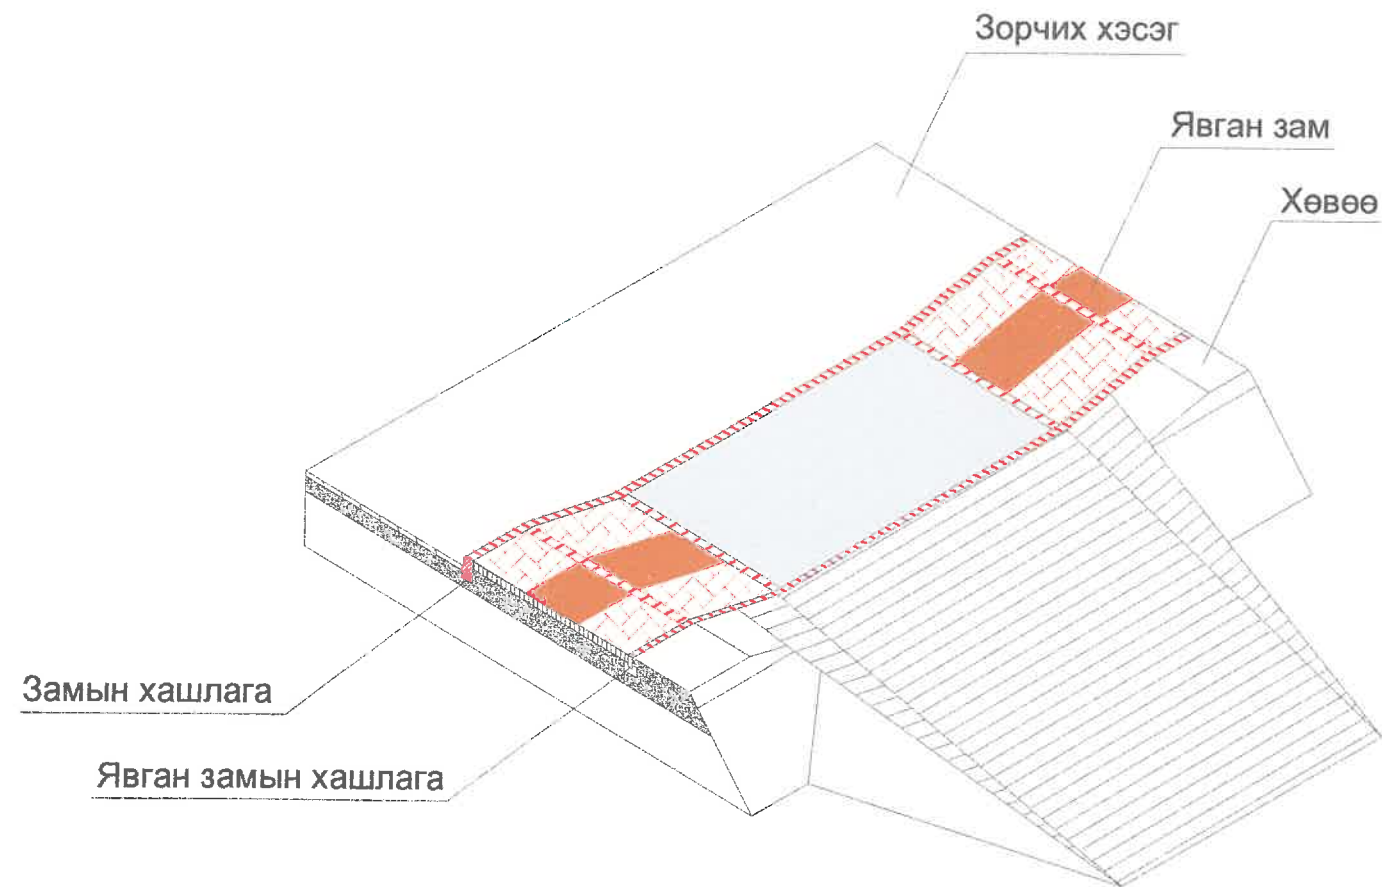 Зорчих хэсэг
Явган зам
Хөвөө
Замын хашлага
Явган замын хашлага